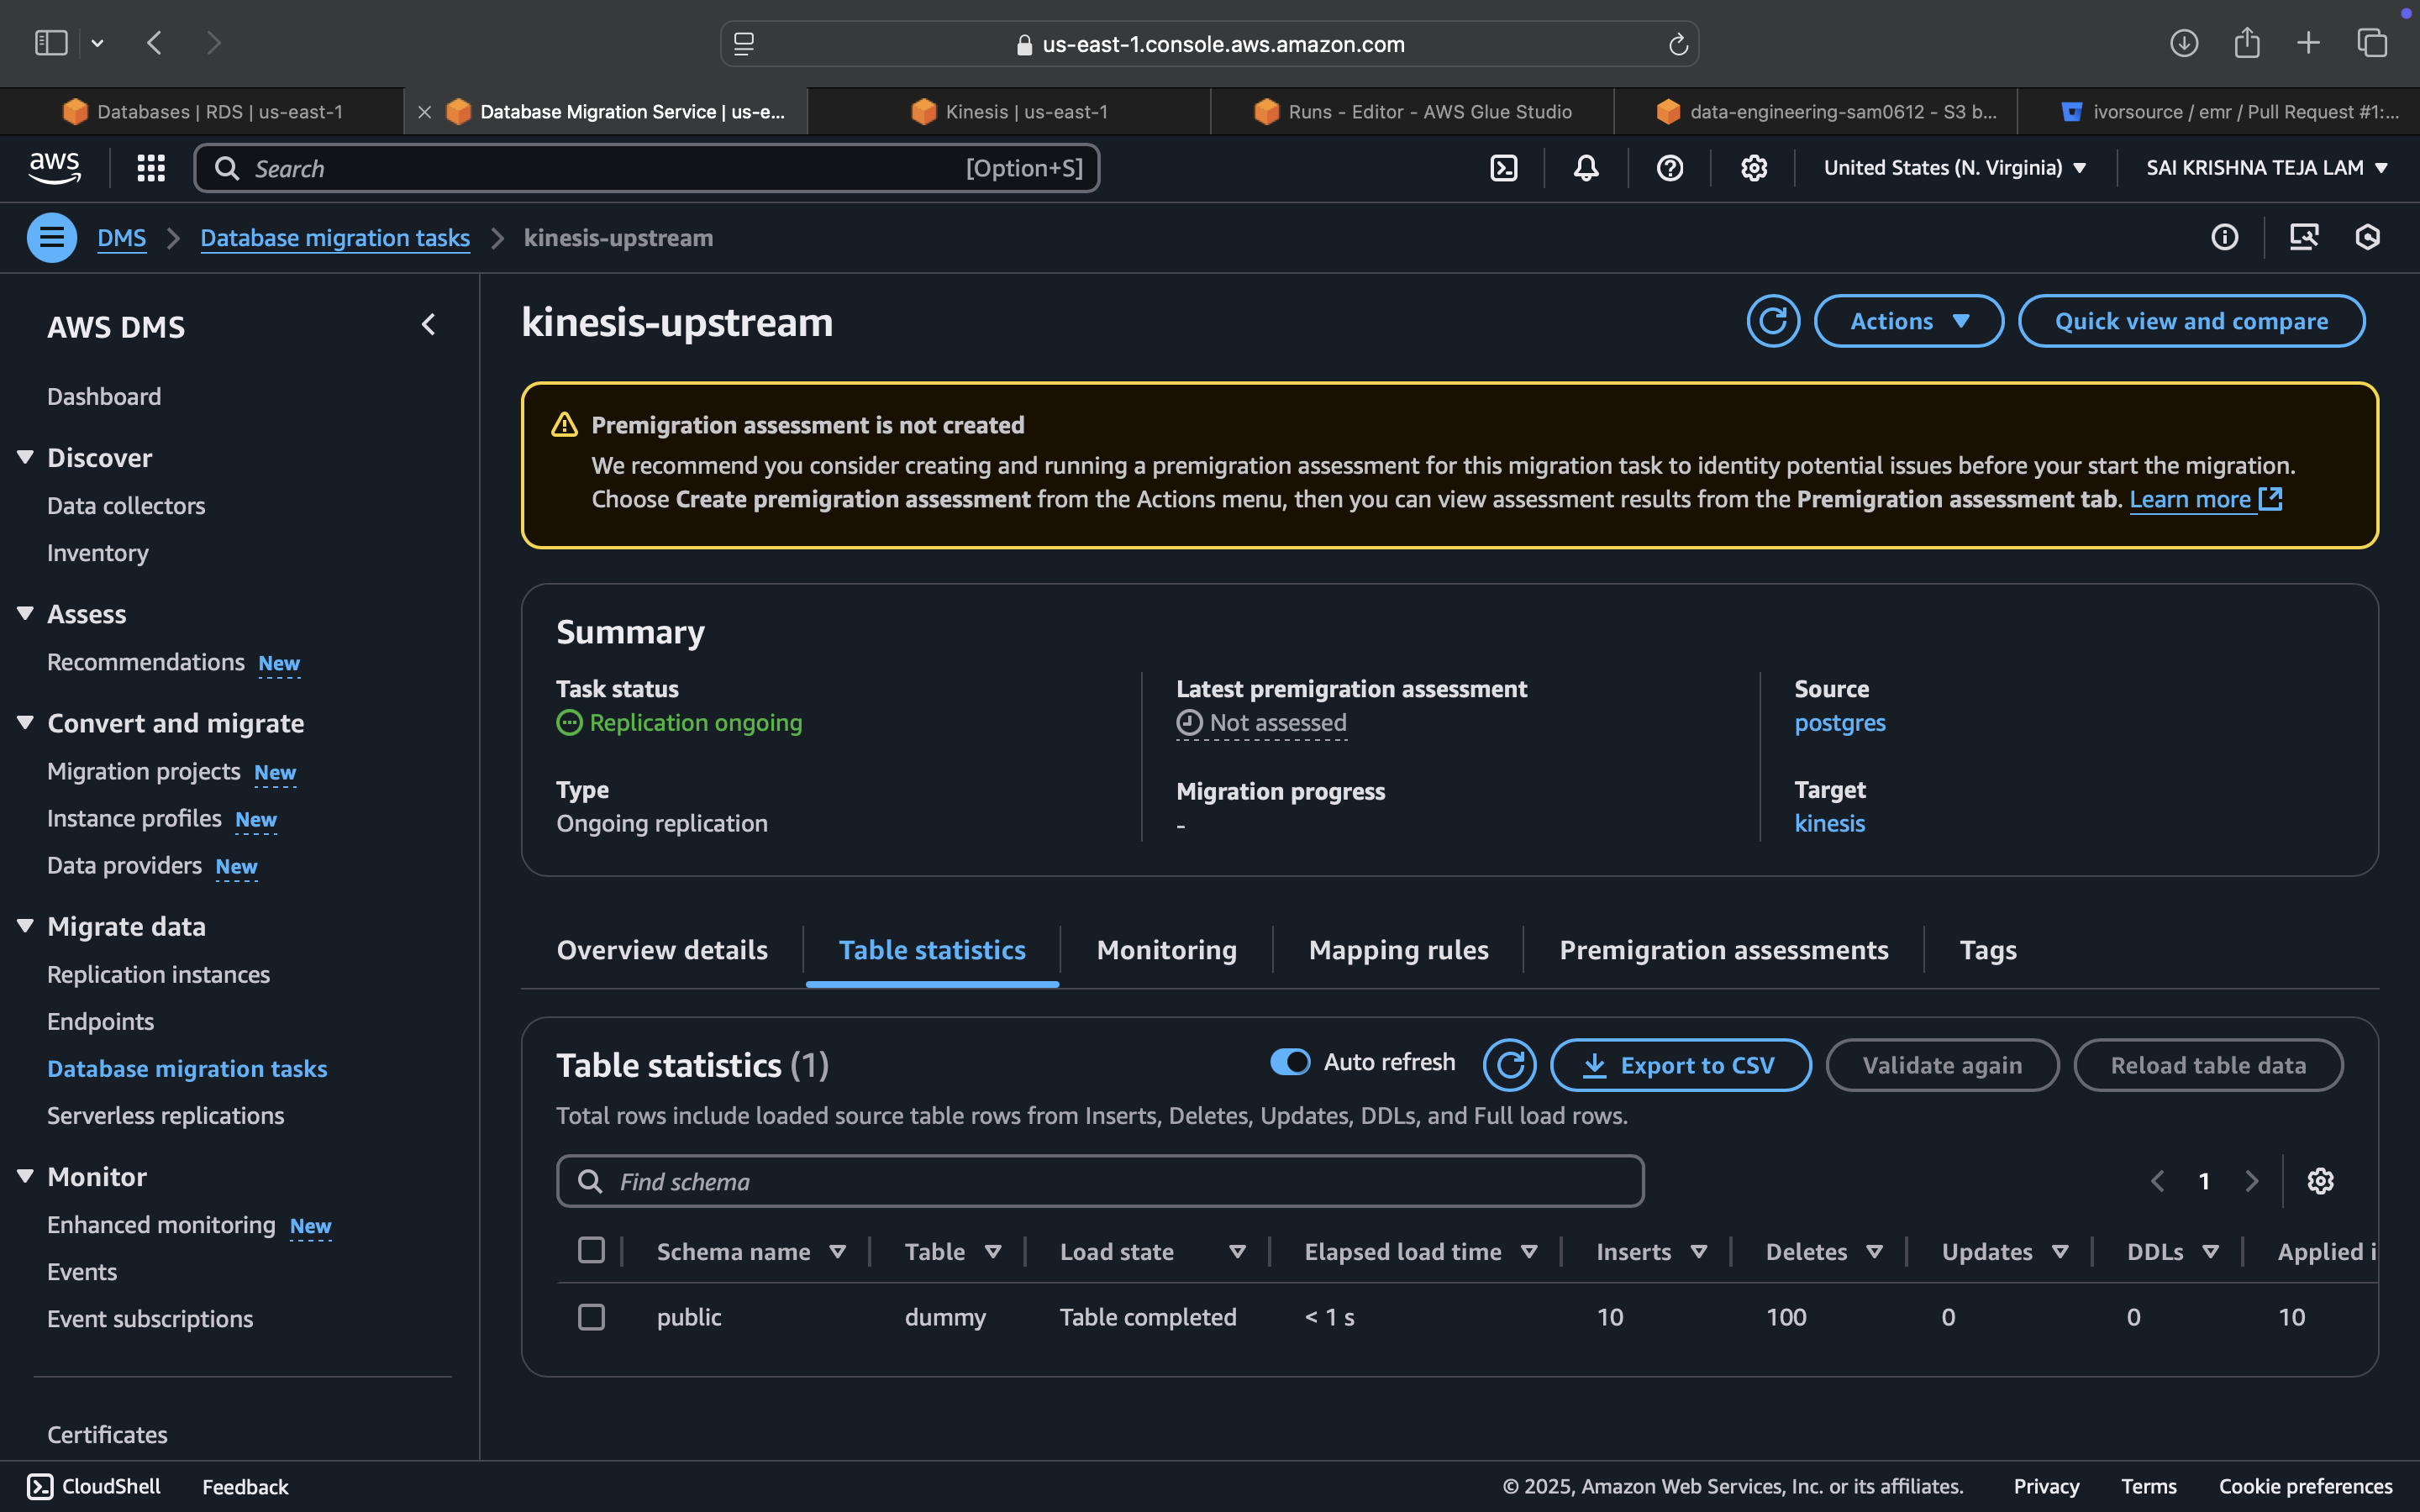 us-east-1.console.aws.amazon.com
Databases | RDS | us-east-1
Database Migration Service | us-e...
Kinesis | us-east-1
Runs - Editor - AWS Glue Studio
data-engineering-sam0612 - S3 b...
ivorsource / emr / Pull Request #1:...
aws
Search
[Option+S]
United States (N. Virginia)
SAI KRISHNA TEJA LAM
DMS
Database migration tasks
kinesis-upstream
AWS DMS
Dashboard
Discover
Data collectors
Inventory
Assess
Recommendations New
Convert and migrate
Migration projects New
Instance profiles New
Data providers New
Migrate data
Replication instances
Endpoints
Database migration tasks
Serverless replications
Monitor
Enhanced monitoring New
Events
Event subscriptions
Certificates
kinesis-upstream
Actions
Quick view and compare
Premigration assessment is not created
We recommend you consider creating and running a premigration assessment for this migration task to identity potential issues before your start the migration.
Choose Create premigration assessment from the Actions menu, then you can view assessment results from the Premigration assessment tab. Learn more
Summary
Task status
Replication ongoing
Type
Ongoing replication
Latest premigration assessment
Not assessed
Migration progress
-
Source
postgres
Target
kinesis
Overview details
Table statistics
Monitoring
Mapping rules
Premigration assessments
Tags
Table statistics (1)
Auto refresh
Export to CSV
Validate again
Reload table data
Total rows include loaded source table rows from Inserts, Deletes, Updates, DDLs, and Full load rows.
Find schema
1
Schema name Table Load state Elapsed load time Inserts Deletes Updates DDLs Applied i
public dummy Table completed < 1 s 10 100 0 0 10
CloudShell
Feedback
© 2025, Amazon Web Services, Inc. or its affiliates.
Privacy
Terms
Cookie preferences